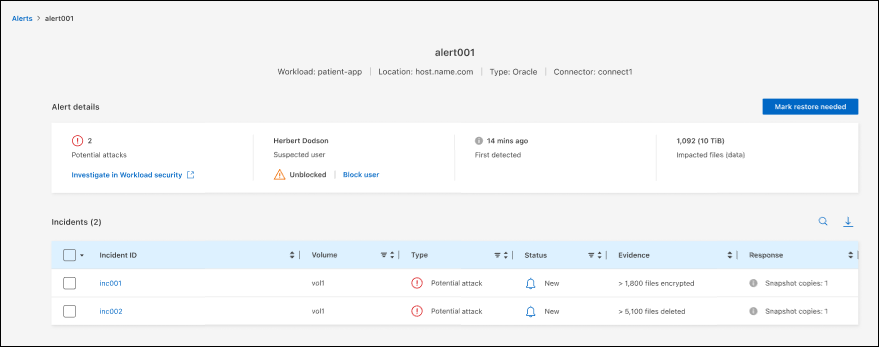 Alerts > alert001
alert001
Workload: patient-app | Location: host.name.com | Type: Oracle | Connector: connect1
Alert details
Mark restore needed
2
Potential attacks
Investigate in Workload security
Herbert Dodson
Suspected user
Unblocked | Block user
14 mins ago
First detected
1,092 (10 TiB)
Impacted files (data)
Incidents (2)
Incident ID Volume Type Status Evidence Response
inc001 vol1 Potential attack New > 1,800 files encrypted Snapshot copies: 1
inc002 vol1 Potential attack New > 5,100 files deleted Snapshot copies: 1